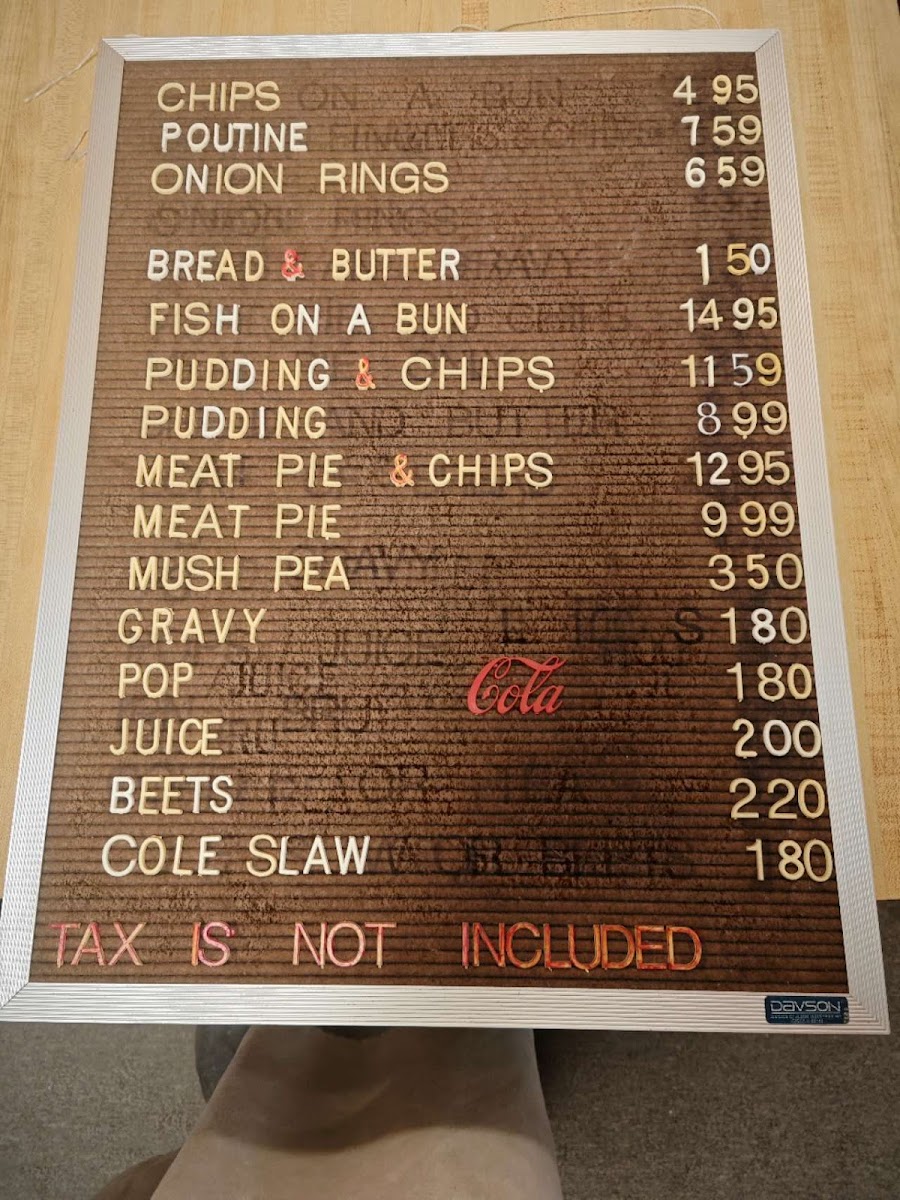 CHIPS 4 95
POUTINE 7 59
ONION RINGS 6 59
BREAD & BUTTER 1 50
FISH ON A BUN 14 95
PUDDING & CHIPS 11 59
PUDDING 8 99
MEAT PIE & CHIPS 12 95
MEAT PIE 9 99
MUSH PEA 3 50
GRAVY 1 80
POP Cola 1 80
JUICE 2 00
BEETS 2 20
COLE SLAW 1 80
TAX IS NOT INCLUDED
DAVSON